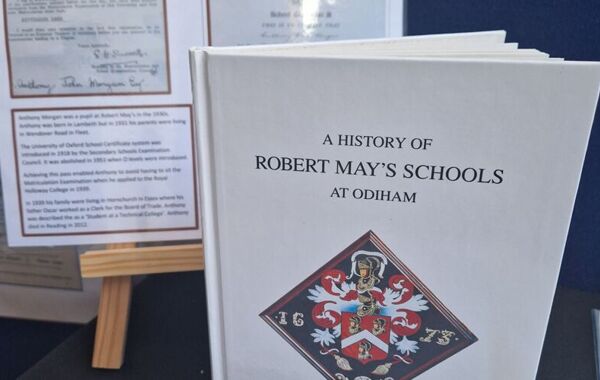 Anthony John Morgan Esq.
Anthony Morgan was a pupil at Robert May's in the 1930s.
Anthony was born in Lambeth but in 1931 his parents were living
in Wendover Road in Fleet.
The University of Oxford School Certificate system was
introduced in 1918 by the Secondary Schools Examination
Council. It was abolished in 1951 when O levels were introduced.
Achieving this pass enabled Anthony to avoid having to sit the
Matriculation Examination when he applied to the Royal
Holloway College in 1939.
In 1939 his family were living in Hornchurch in Essex where his
father Oscar worked as a Clerk for the Board of Trade. Anthony
was described the as a 'Student at a Technical College'. Anthony
died in Reading in 2012.
A HISTORY OF
ROBERT MAY'S SCHOOLS
AT ODIHAM
16 75